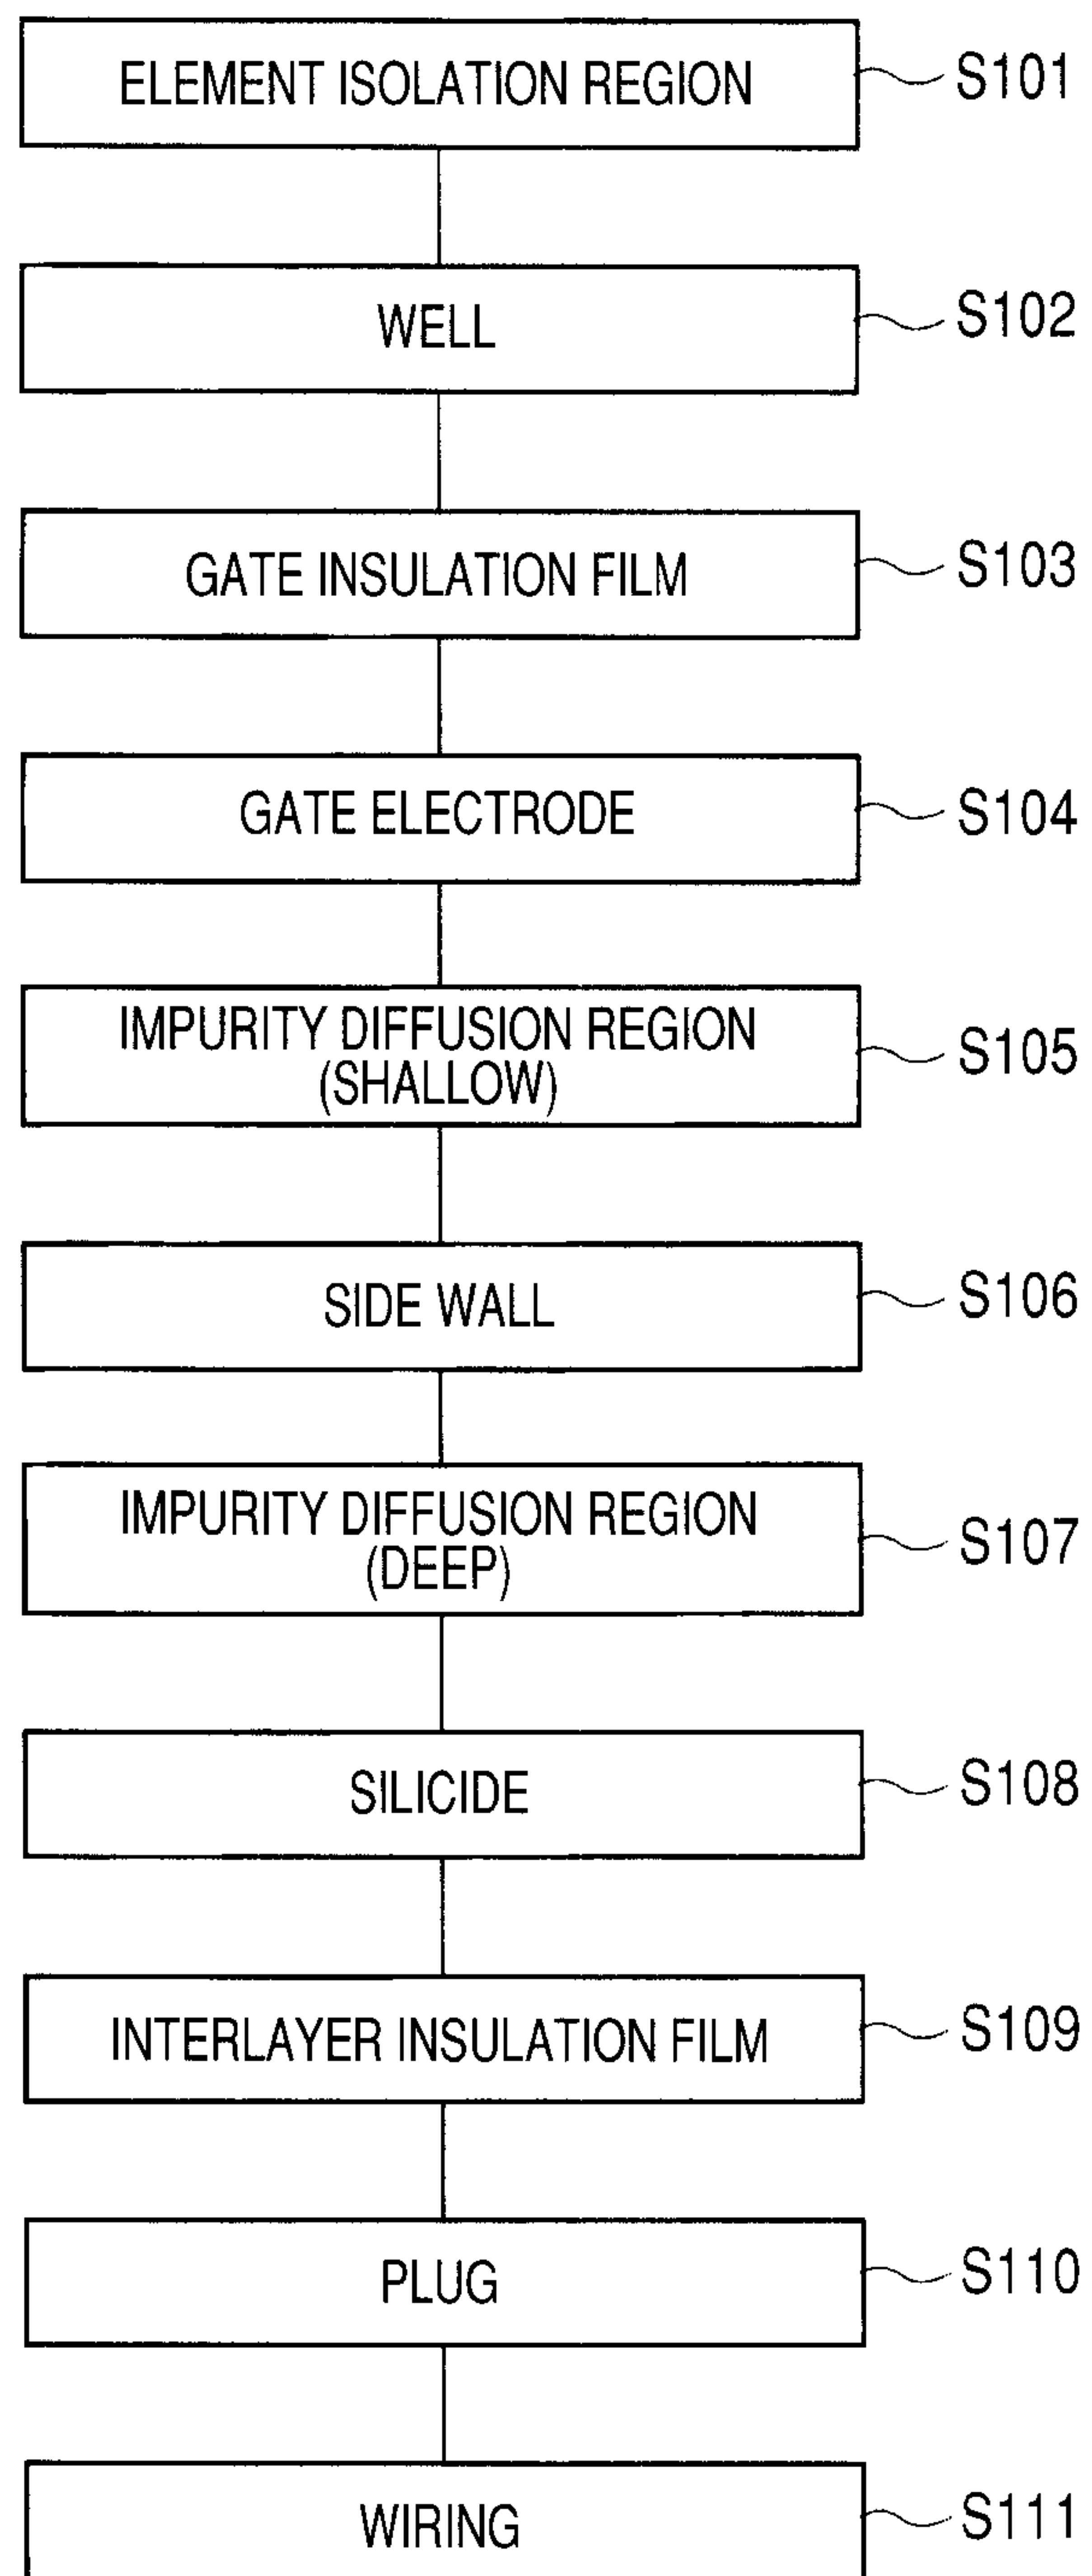 ELEMENT ISOLATION REGION S101
WELL S102
GATE INSULATION FILM S103
GATE ELECTRODE S104
IMPURITY DIFFUSION REGION
(SHALLOW) S105
SIDE WALL S106
IMPURITY DIFFUSION REGION
(DEEP) S107
SILICIDE S108
INTERLAYER INSULATION FILM S109
PLUG S110
WIRING S111